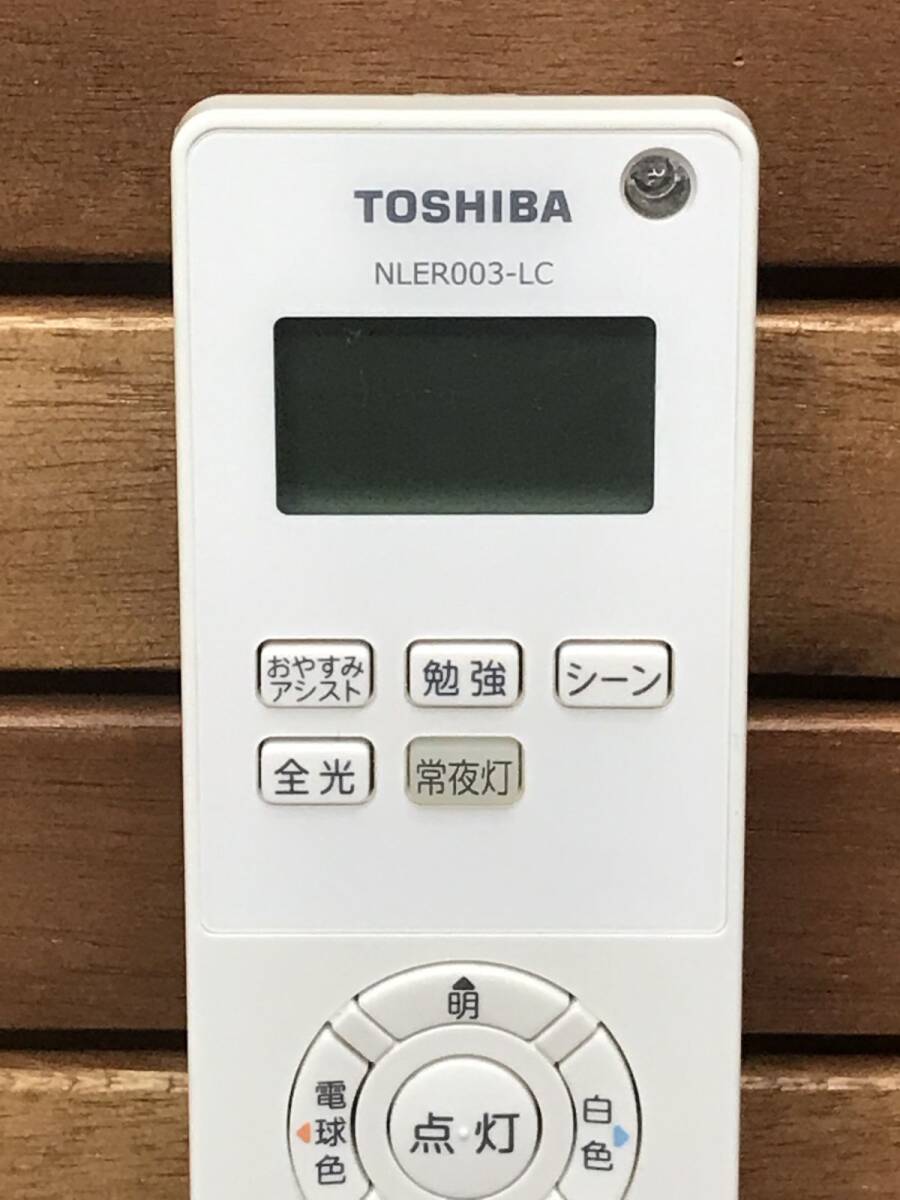 TOSHIBA
NLER003-LC
おやすみ
アシスト
勉強
シーン
全光
常夜灯
明
電球色
点灯
白色